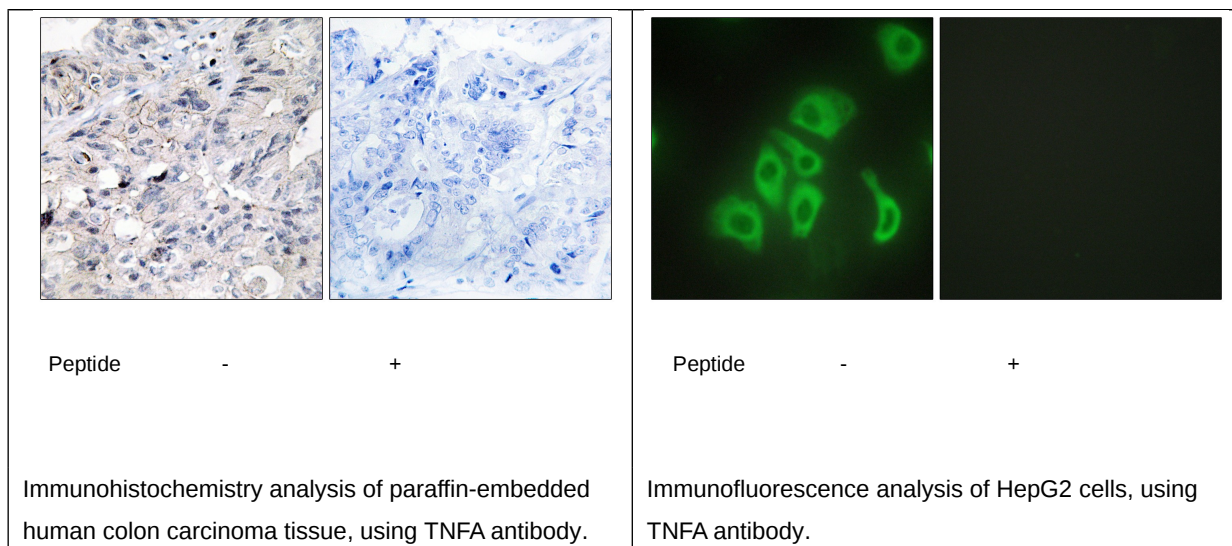 Peptide - +
Immunohistochemistry analysis of paraffin-embedded
human colon carcinoma tissue, using TNFA antibody.
Peptide - +
Immunofluorescence analysis of HepG2 cells, using
TNFA antibody.